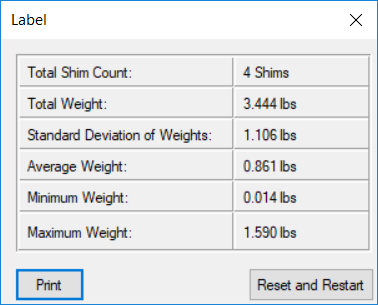 Label
Total Shim Count: 4 Shims
Total Weight: 3.444 lbs
Standard Deviation of Weights: 1.106 lbs
Average Weight: 0.861 lbs
Minimum Weight: 0.014 lbs
Maximum Weight: 1.590 lbs
Print Reset and Restart